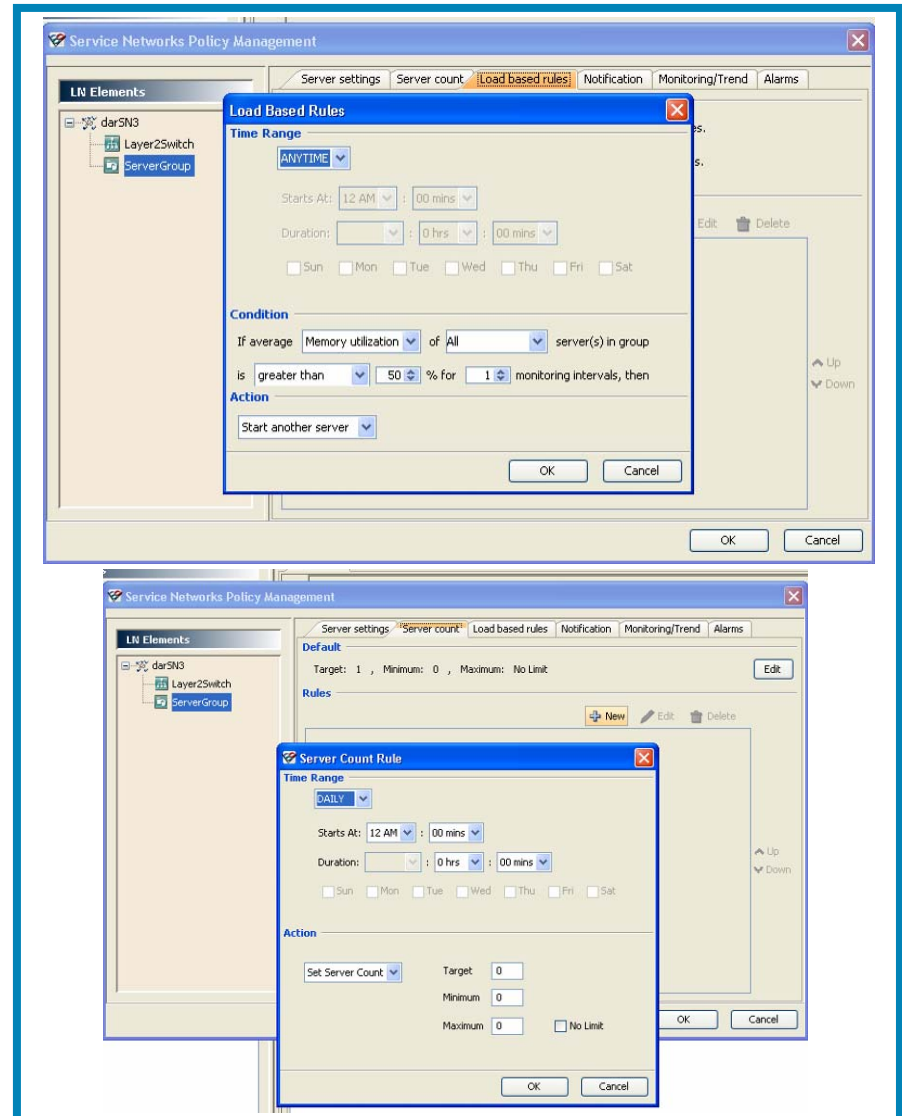 Service Networks Policy Management
LN Elements
Server settings Server count Load based rules Notification Monitoring/Trend Alarms
darSN3
Layer2Switch
ServerGroup
es.
s.
Edit Delete
Up
Down
Load Based Rules
Time Range
ANYTIME
Starts At: 12 AM : 00 mins
Duration: : 0 hrs : 00 mins
Sun Mon Tue Wed Thu Fri Sat
Condition
If average Memory utilization of All server(s) in group
is greater than 50 % for 1 monitoring intervals, then
Action
Start another server
OK Cancel
OK Cancel
Service Networks Policy Management
LN Elements
Server settings Server count Load based rules Notification Monitoring/Trend Alarms
darSN3
Layer2Switch
ServerGroup
Default
Target: 1 , Minimum: 0 , Maximum: No Limit
Edit
Rules
New Edit Delete
Up
Down
Server Count Rule
Time Range
DAILY
Starts At: 12 AM : 00 mins
Duration: : 0 hrs : 00 mins
Sun Mon Tue Wed Thu Fri Sat
Action
Set Server Count Target 0
Minimum 0
Maximum 0 No Limit
OK Cancel
OK Cancel